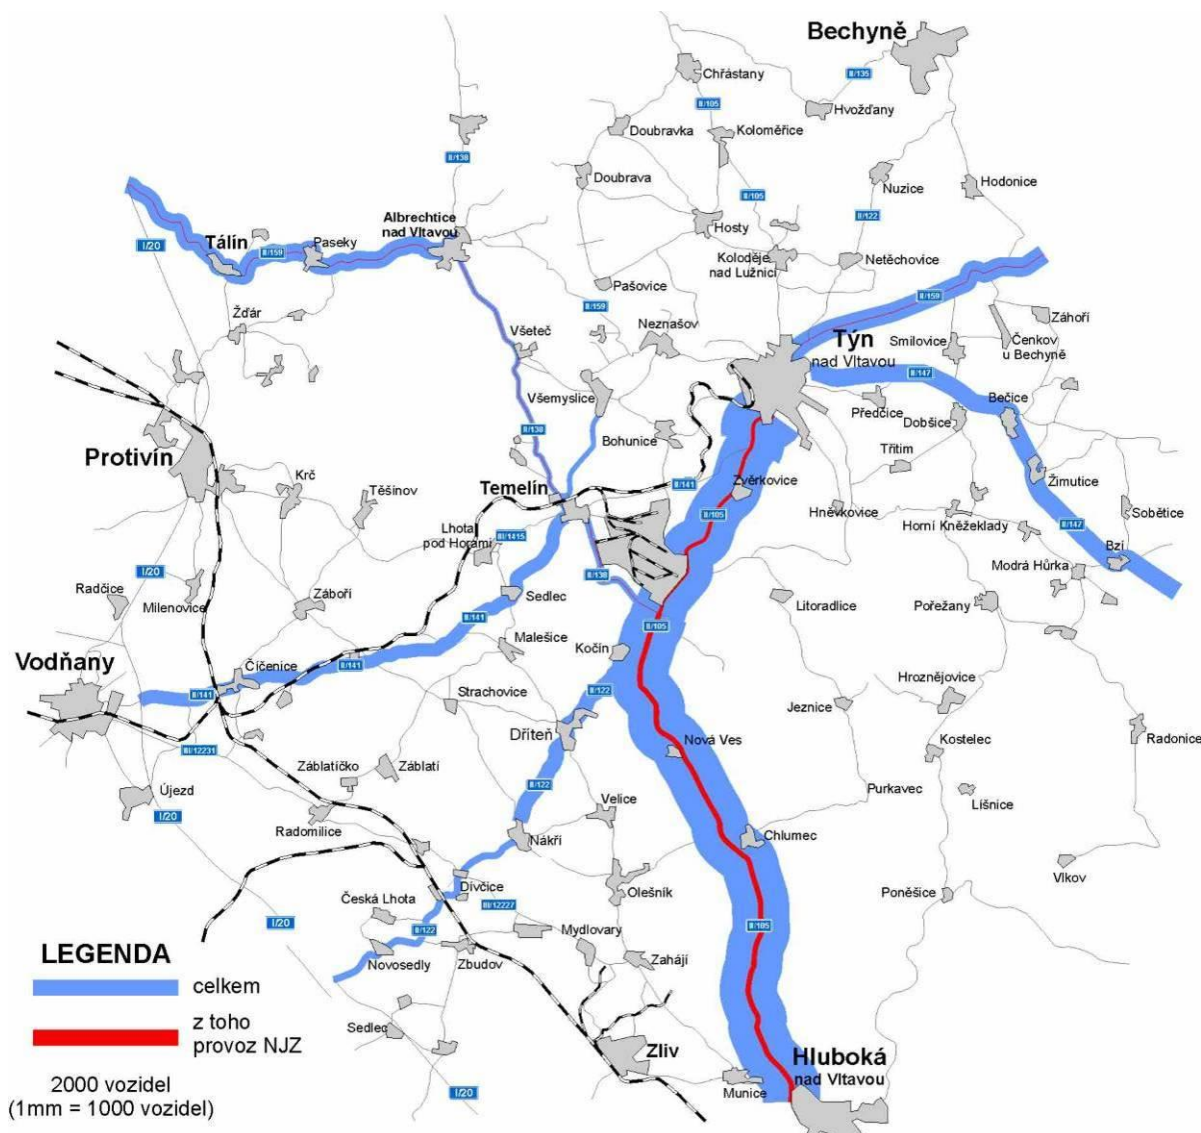 Bechyně
Chřástany
II/135
II/105
Hvožďany
Doubravka
Koloměřice
II/138
Doubrava
II/105
Nuzice
Hodonice
II/122
Albrechtice
nad Vltavou
Hosty
I/20
Tálín
II/159
Paseky
Koloděje
nad Lužnicí
Netěchovice
Pašovice
II/159
II/159
Žďár
Všeteč
Neznašov
Týn
nad Vltavou
Smilovice
Záhoří
Čenkov
u Bechyně
II/147
Všemyslice
Předčice
Bečice
Dobšice
II/138
Bohunice
Třitim
Protivín
Krč
Těšínov
Temelín
II/141
Zvěrkovice
Žimutice
II/105
Hněvkovice
Horní Kněžeklady
Sobětice
II/147
Lhota
pod Horami
III/1415
Bzí
I/20
II/138
Modrá Hůrka
Radčice
Milenovice
Záboří
Sedlec
Litoradlice
Pořežany
II/141
II/105
Malešice
Kočín
Vodňany
Číčenice
II/141
II/141
Strachovice
II/122
Hroznějovice
Jeznice
Dříteň
III/12231
Nová Ves
Kostelec
Radonice
Záblatíčko
Záblatí
II/122
Újezd
Velice
Purkavec
Lišnice
I/20
Radomilice
Nákří
Chlumec
Vlkov
Dívčice
Olešník
Poněšice
Česká Lhota
III/12227
I/20
II/122
Mydlovary
II/105
LEGENDA
Novosedly
Zbudov
Zahájí
celkem
z toho
provoz NJZ
Sedlec
Zliv
Hluboká
nad Vltavou
2000 vozidel
(1mm = 1000 vozidel)
I/20
Munice